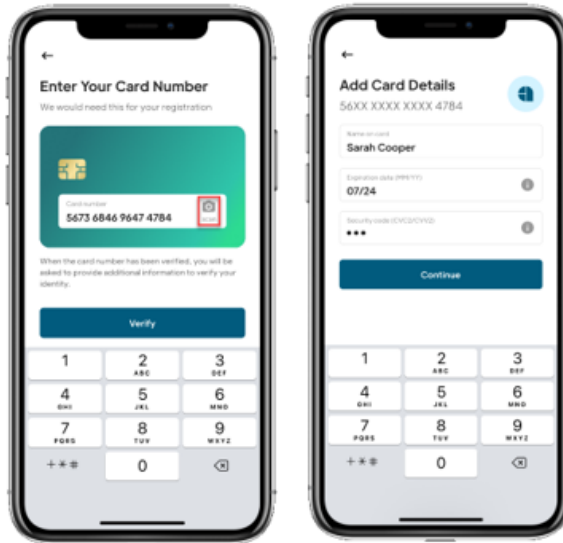 Enter Your Card Number
We would need this for your registration
Card number
5673 6846 9647 4784
SCAN
When the card number has been verified, you will be
asked to provide additional information to verify your
identity.
Verify
1
2
ABC
3
DEF
4
GHI
5
JKL
6
MNO
7
PQRS
8
TUV
9
WXYZ
+*#
0
Add Card Details
56XX XXXX XXXX 4784
Name on card
Sarah Cooper
Expiration date (MM/YY)
07/24
Security code (CVC2/CVV2)
•••
Continue
1
2
ABC
3
DEF
4
GHI
5
JKL
6
MNO
7
PQRS
8
TUV
9
WXYZ
+*#
0